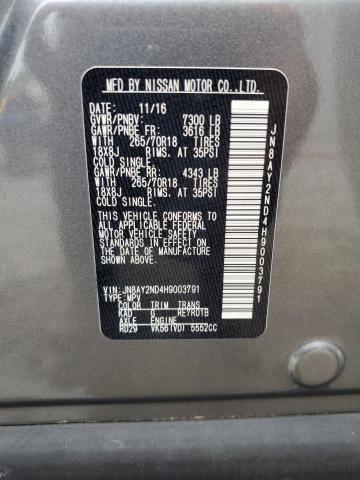 MFD BY NISSAN MOTOR CO.,LTD.
DATE: 11/16
GVWR/PNBV: 7300 LB
GAWR/PNBE FR: 3616 LB
WITH 265/70R18 TIRES
18X8J RIMS. AT 35PSI
COLD SINGLE.
GAWR/PNBE RR: 4343 LB
WITH 265/70R18 TIRES
18X8J RIMS. AT 35PSI
COLD SINGLE.
THIS VEHICLE CONFORMS TO
ALL APPLICABLE FEDERAL
MOTOR VEHICLE SAFETY
STANDARDS IN EFFECT ON
THE DATE OF MANUFACTURE
SHOWN ABOVE.
VIN:JN8AY2ND4H9003791
TYPE:MPV
COLOR TRIM TRANS
KAD G RE7R01B
AXLE ENGINE
RD29 VK56(VD) 5552CC
JN8AY2ND4H9003791